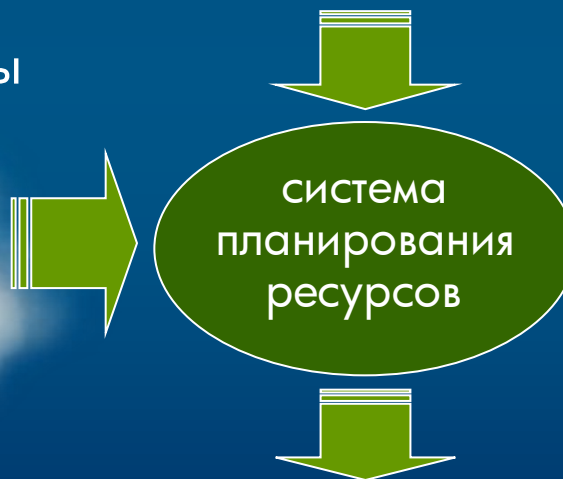 ы
система
планирования
ресурсов